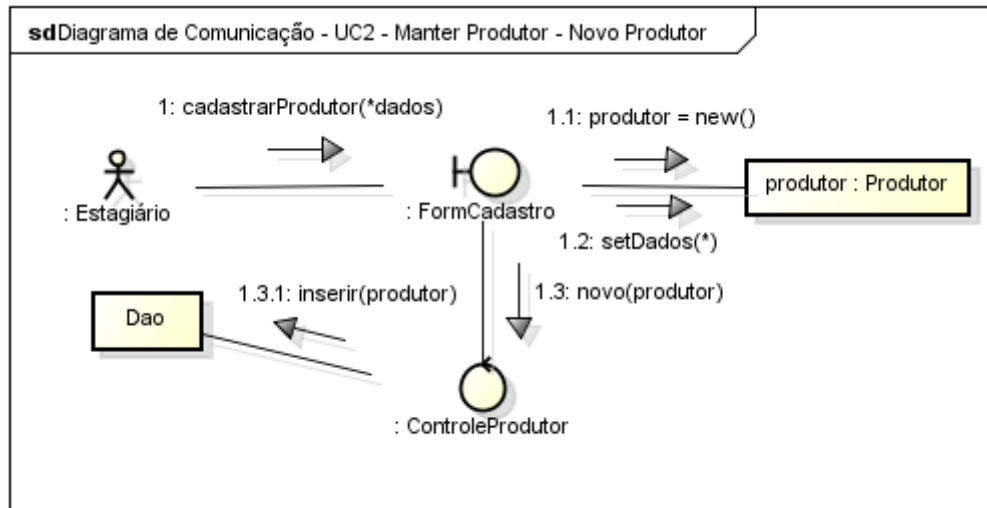 sdDiagrama de Comunicação - UC2 - Manter Produtor - Novo Produtor
1: cadastrarProdutor(*dados)
1.1: produtor = new()
: Estagiário
: FormCadastro
produtor : Produtor
1.2: setDados(*)
1.3.1: inserir(produtor)
1.3: novo(produtor)
Dao
: ControleProdutor